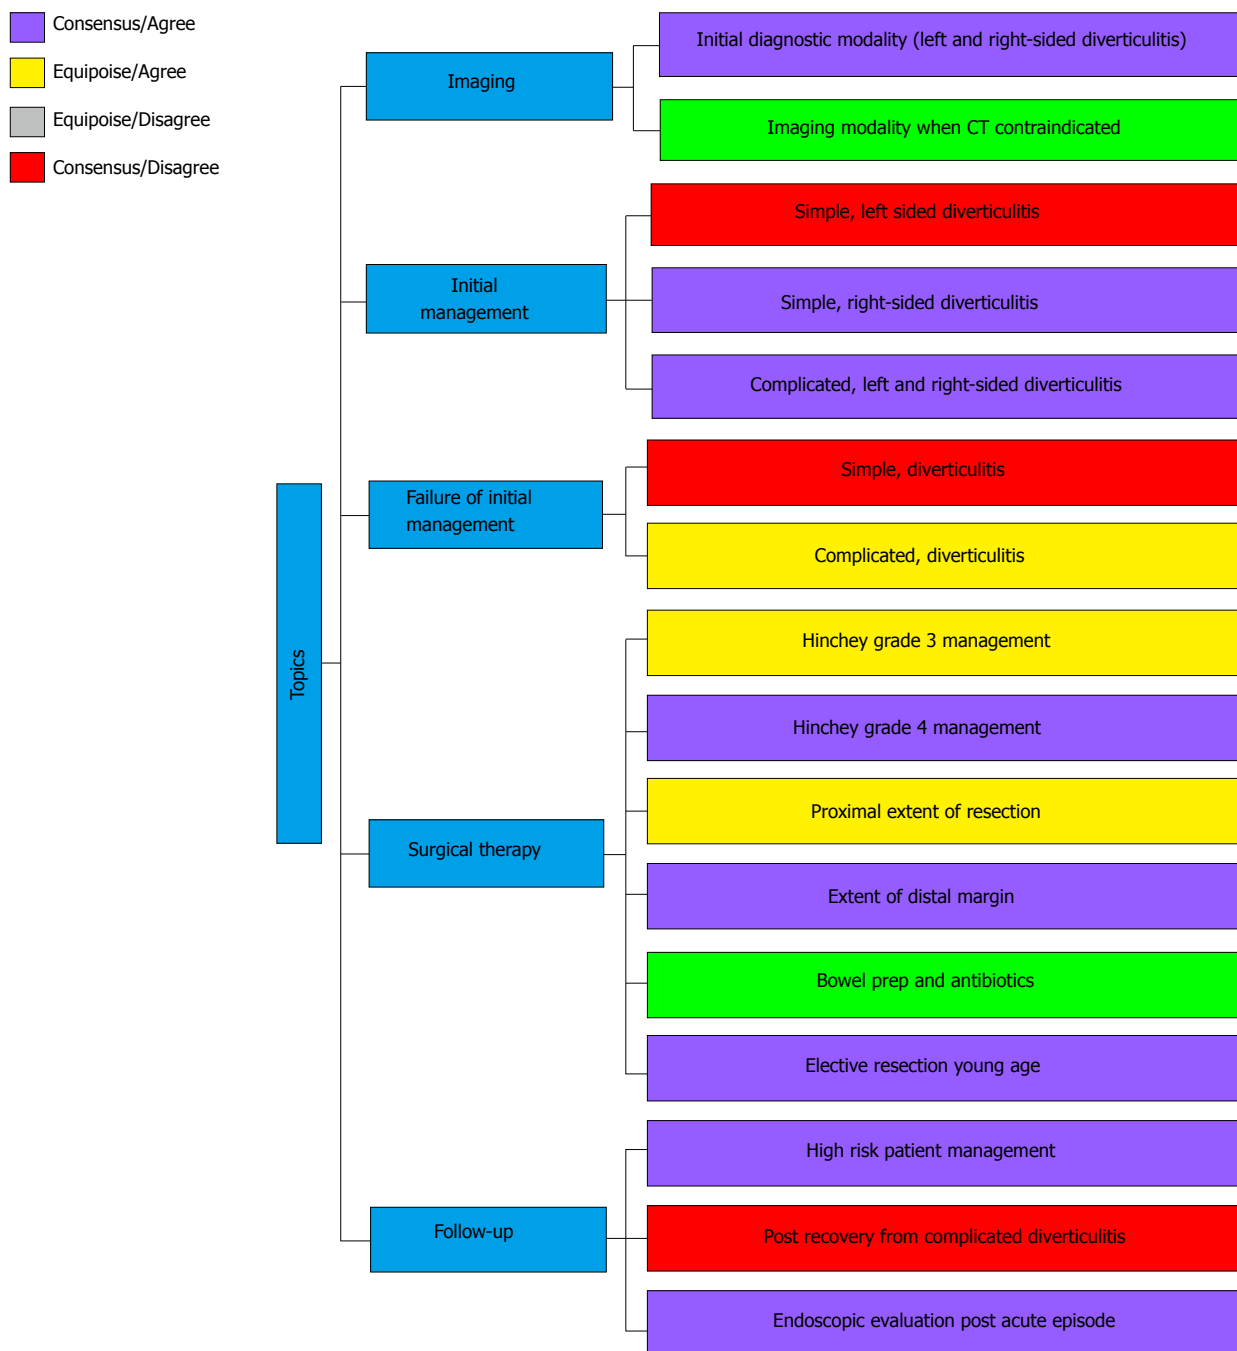 Consensus/Agree
Equipoise/Agree
Equipoise/Disagree
Consensus/Disagree
Topics
Imaging
Initial diagnostic modality (left and right-sided diverticulitis)
Imaging modality when CT contraindicated
Initial
management
Simple, left sided diverticulitis
Simple, right-sided diverticulitis
Complicated, left and right-sided diverticulitis
Failure of initial
management
Simple, diverticulitis
Complicated, diverticulitis
Surgical therapy
Hinchey grade 3 management
Hinchey grade 4 management
Proximal extent of resection
Extent of distal margin
Bowel prep and antibiotics
Elective resection young age
Follow-up
High risk patient management
Post recovery from complicated diverticulitis
Endoscopic evaluation post acute episode